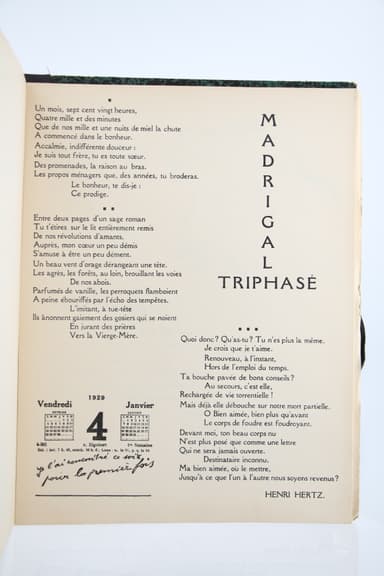 *
Un mois, sept cent vingt heures,
Quatre mille et des minutes
Que de nos mille et une nuits de miel la chute
A commencé dans le bonheur.
Accalmie, indifférente douceur :
Je suis tout frère, tu es toute sœur.
Des promenades, la raison au bras.
Les propos ménagers que, des années, tu broderas.
Le bonheur, te dis-je :
Ce prodige.
* *
Entre deux pages d'un sage roman
Tu t'étires sur le lit entièrement remis
De nos révolutions d'amants.
Auprès, mon cœur un peu démis
S'amuse à être un peu dément.
Un beau vent d'orage dérangeant une tête.
Les agrès, les forêts, au loin, brouillant les voies
De nos abois.
Parfumés de vanille, les perroquets flamboient
A peine ébouriffés par l'écho des tempêtes.
L'imitant, à tue-tête
Ils ânonnent gaiement des gosiers qui se noient
En jurant des prières
Vers la Vierge-Mère.
1929
Vendredi
Janvier
4
s. Rigobert
1er Trimestre
je l'ai rencontré ce soir
pour la première fois
MADRIGAL
TRIPHASÉ
* * *
Quoi donc ? Qu'as-tu ? Tu n'es plus la même.
Je crois que je t'aime.
Renouveau, à l'instant,
Hors de l'emploi du temps.
Ta bouche pavée de bons conseils ?
Au secours, c'est elle,
Rechargée de vie torrentielle !
Mais déjà elle débouche sur notre mort partielle.
O Bien aimée, bien plus qu'avant
Le corps de foudre est foudroyant.
Devant moi, ton beau corps nu
N'est plus posé que comme une lettre
Qui ne sera jamais ouverte.
Destinataire inconnu,
Ma bien aimée, où le mettre,
Jusqu'à ce que l'un à l'autre nous soyons revenus ?
HENRI HERTZ.